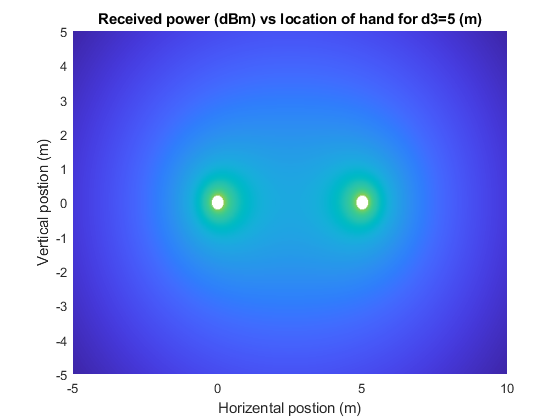 Received power (dBm) vs location of hand for d3=5 (m)
5
4
3
2
1
0
-1
-2
-3
-4
-5
Vertical postion (m)
-5 0 5 10
Horizental postion (m)